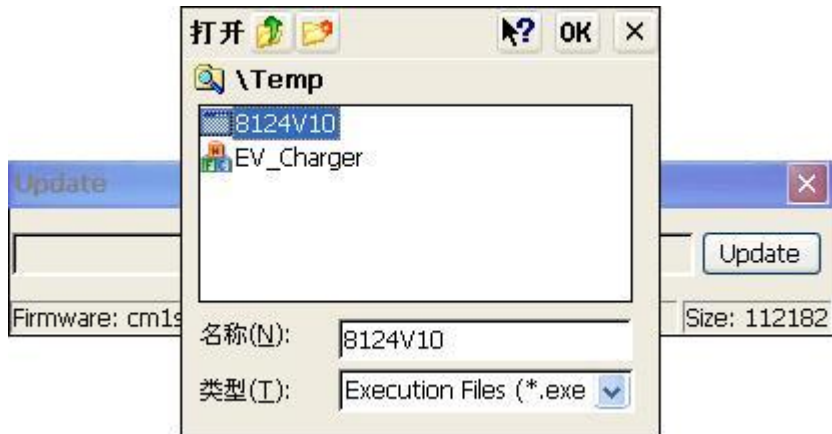 打开 ? OK ×
\Temp
8124V10
EV_Charger
Update
Update
Firmware: cm1s
Size: 112182
名称(N):
8124V10
类型(T):
Execution Files (*.exe